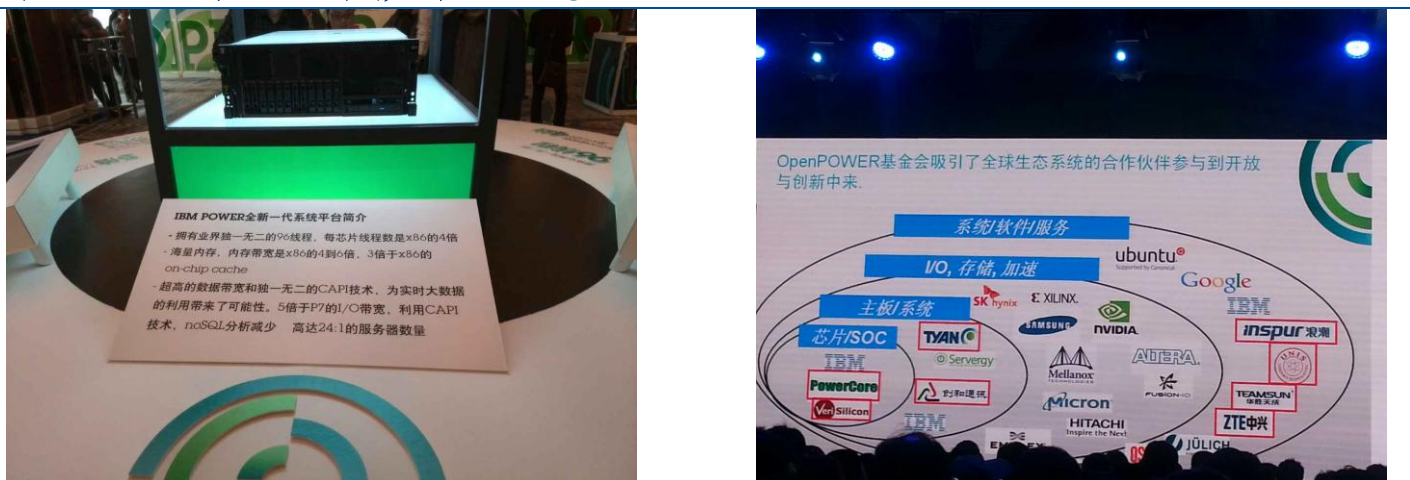 IBM POWER全新一代系统平台简介
- 拥有业界独一无二的96线程，每芯片线程数是x86的4倍
- 海量内存，内存带宽是x86的4到6倍，3倍于x86的
on-chip cache
- 超高的数据带宽和独一无二的CAPI技术，为实时大数据
的利用带来了可能性。5倍于P7的I/O带宽，利用CAPI
技术，noSQL分析减少 高达24:1的服务器数量
OpenPOWER基金会吸引了全球生态系统的合作伙伴参与到开放
与创新中来.
系统/软件/服务
ubuntu
Supported by Canonical
I/O, 存储, 加速
Google
SK hynix
XILINX
IBM
主板/系统
SAMSUNG
NVIDIA
inspur 浪潮
芯片/SOC
TYAN
IBM
Servergy
Mellanox
TECHNOLOGIES
ALTERA
UNIS
PowerCore
创和通讯
FUSION-iO
TEAMSUN
华胜天成
VeriSilicon
Micron
IBM
HITACHI
Inspire the Next
ZTE中兴
JÜLICH